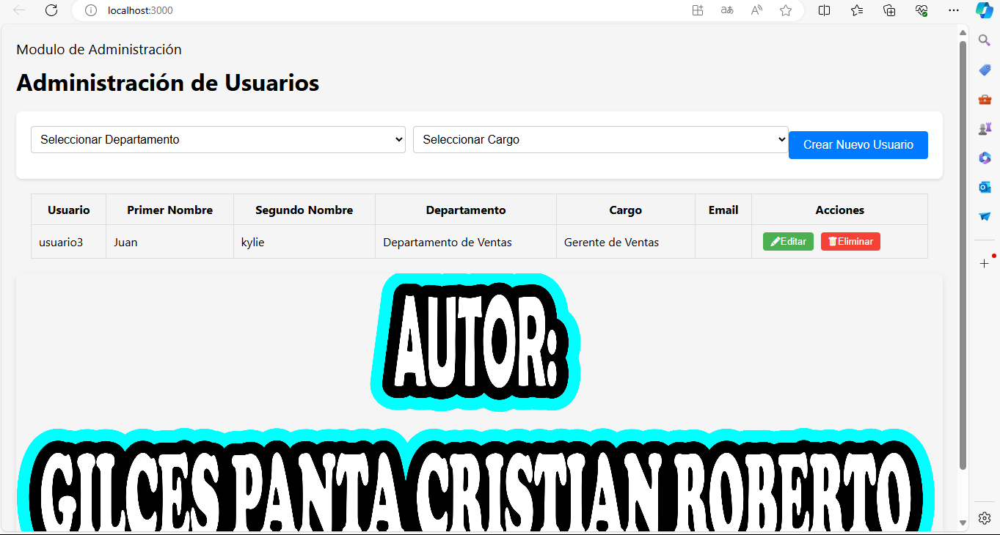 localhost:3000
Modulo de Administración
Administración de Usuarios
Seleccionar Departamento Seleccionar Cargo Crear Nuevo Usuario
Usuario Primer Nombre Segundo Nombre Departamento Cargo Email Acciones
usuario3 Juan kylie Departamento de Ventas Gerente de Ventas Editar Eliminar
AUTOR:
GILCES PANTA CRISTIAN ROBERTO